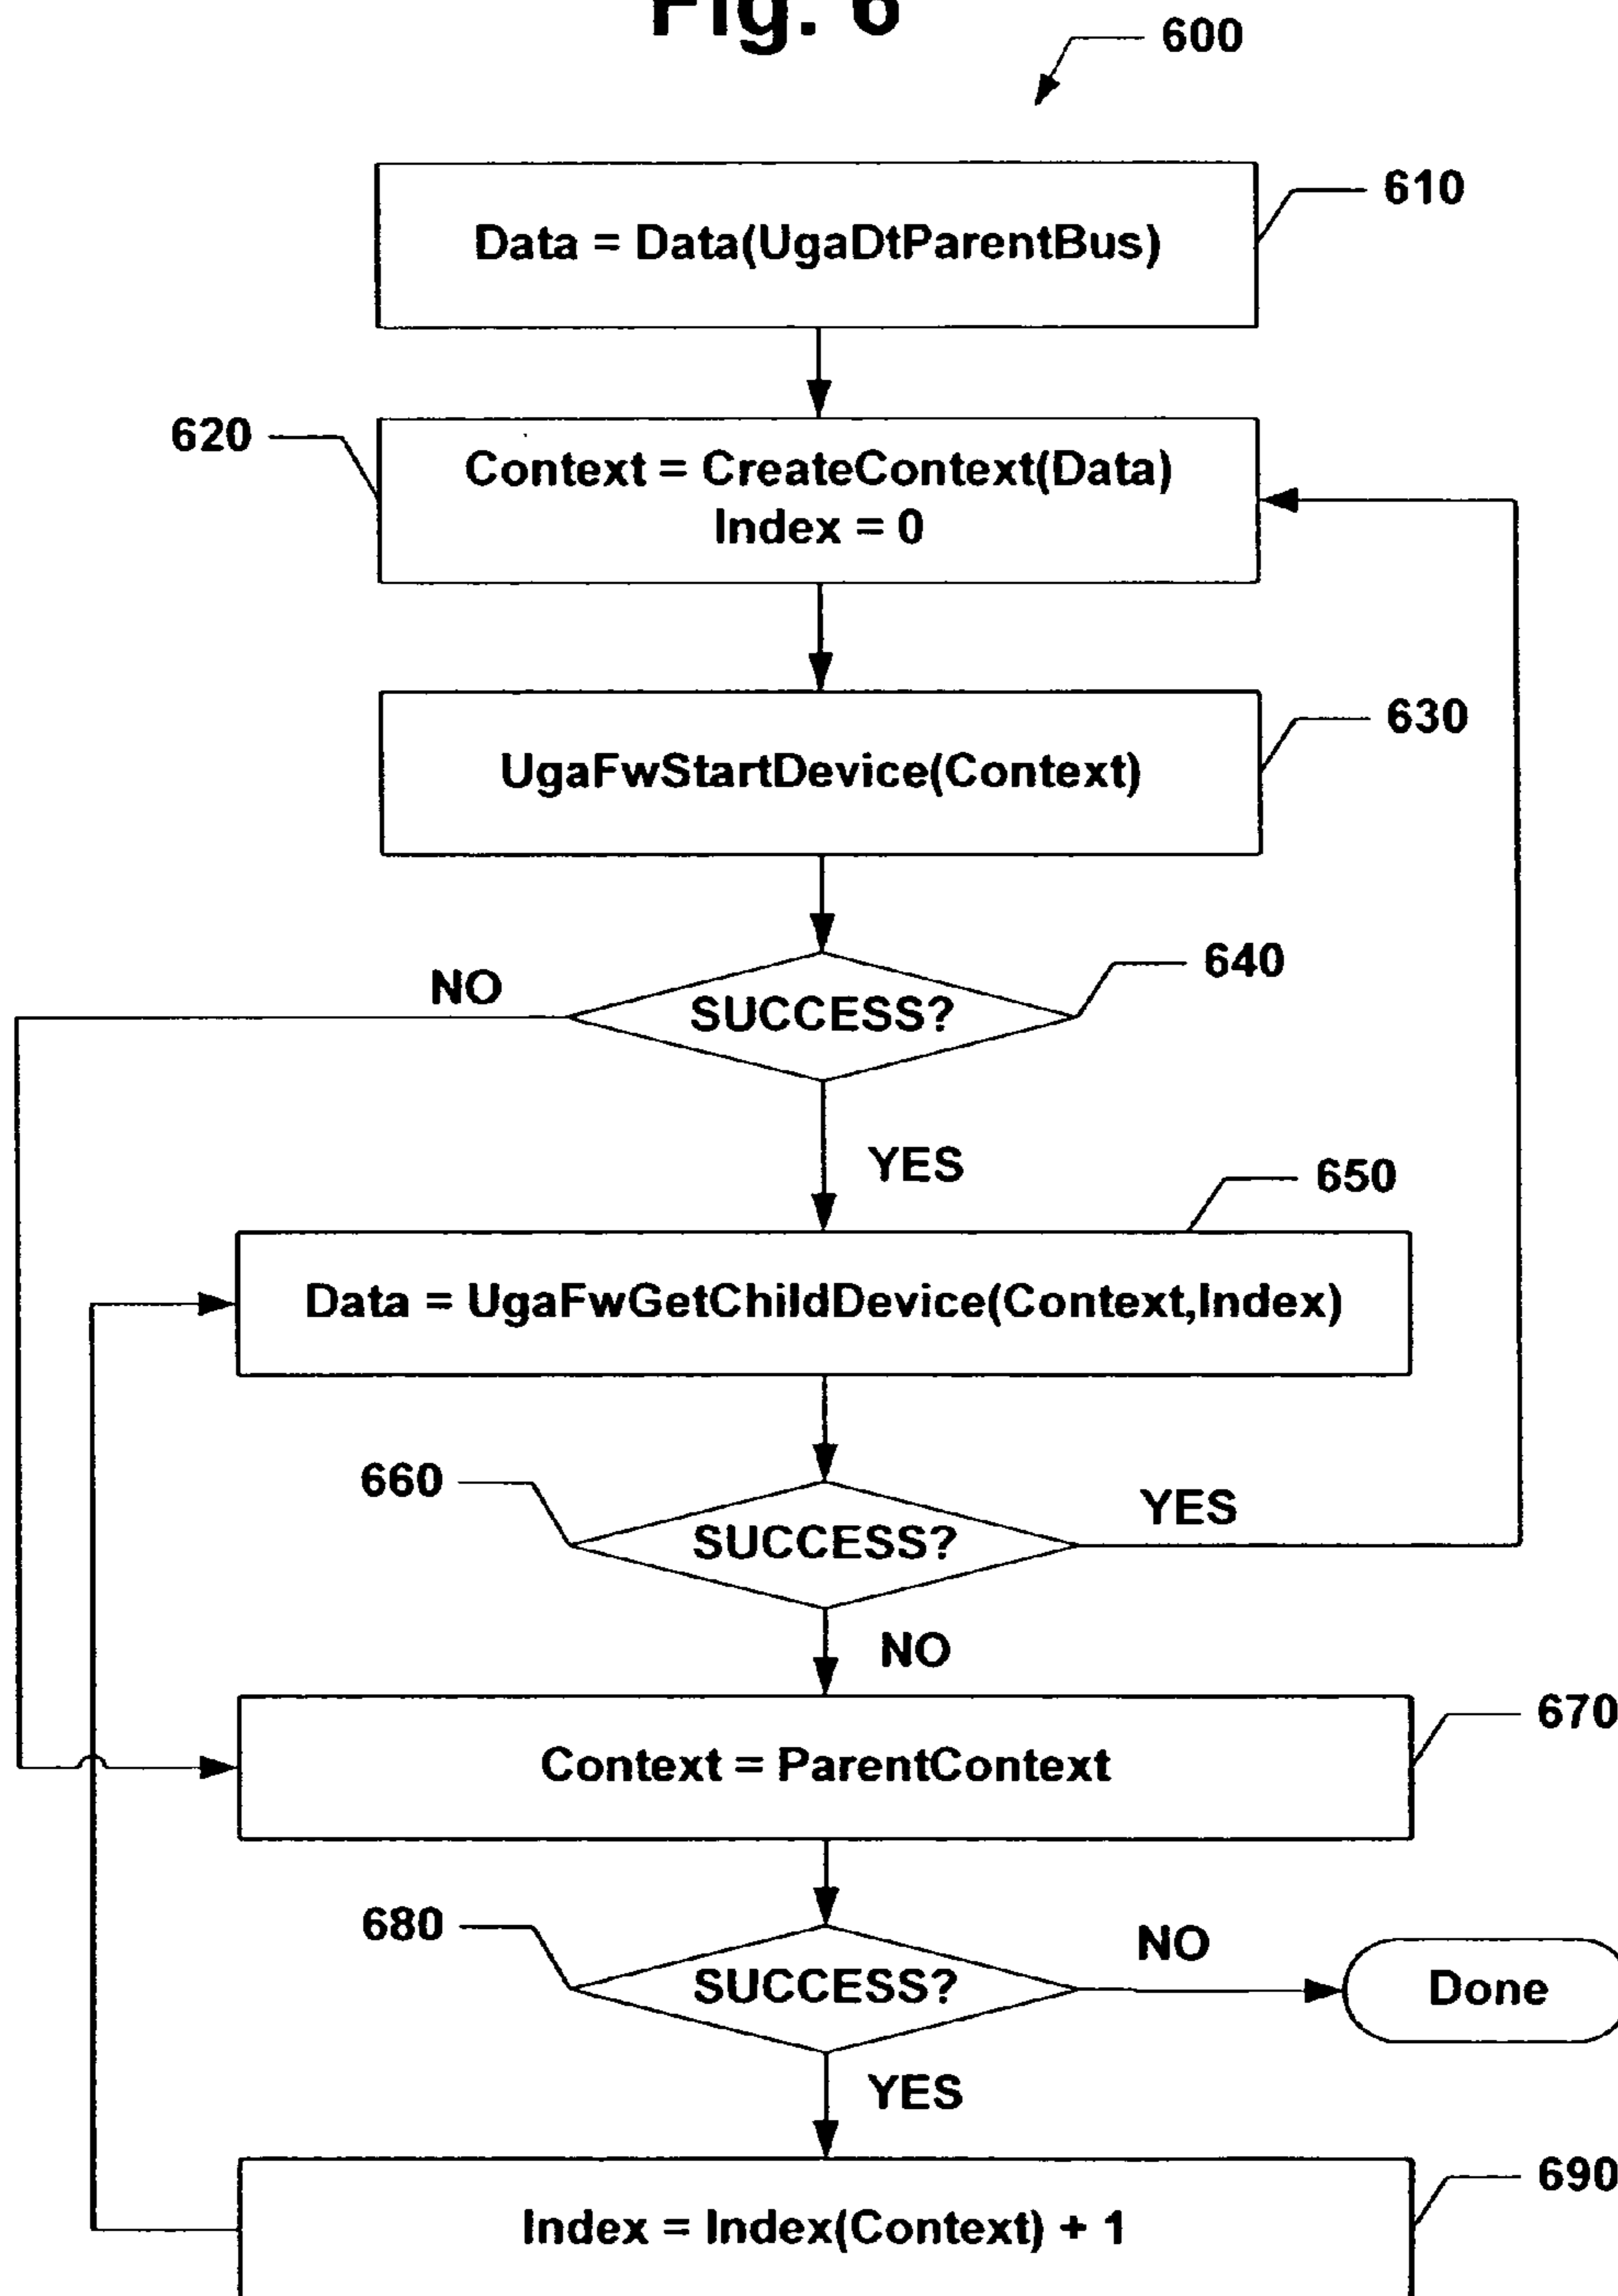 Fig. 6
600
Data = Data(UgaDtParentBus)
610
620
Context = CreateContext(Data)
Index = 0
UgaFwStartDevice(Context)
630
NO
SUCCESS?
640
YES
650
Data = UgaFwGetChildDevice(Context,Index)
660
SUCCESS?
YES
NO
670
Context = ParentContext
680
SUCCESS?
NO
Done
YES
690
Index = Index(Context) + 1